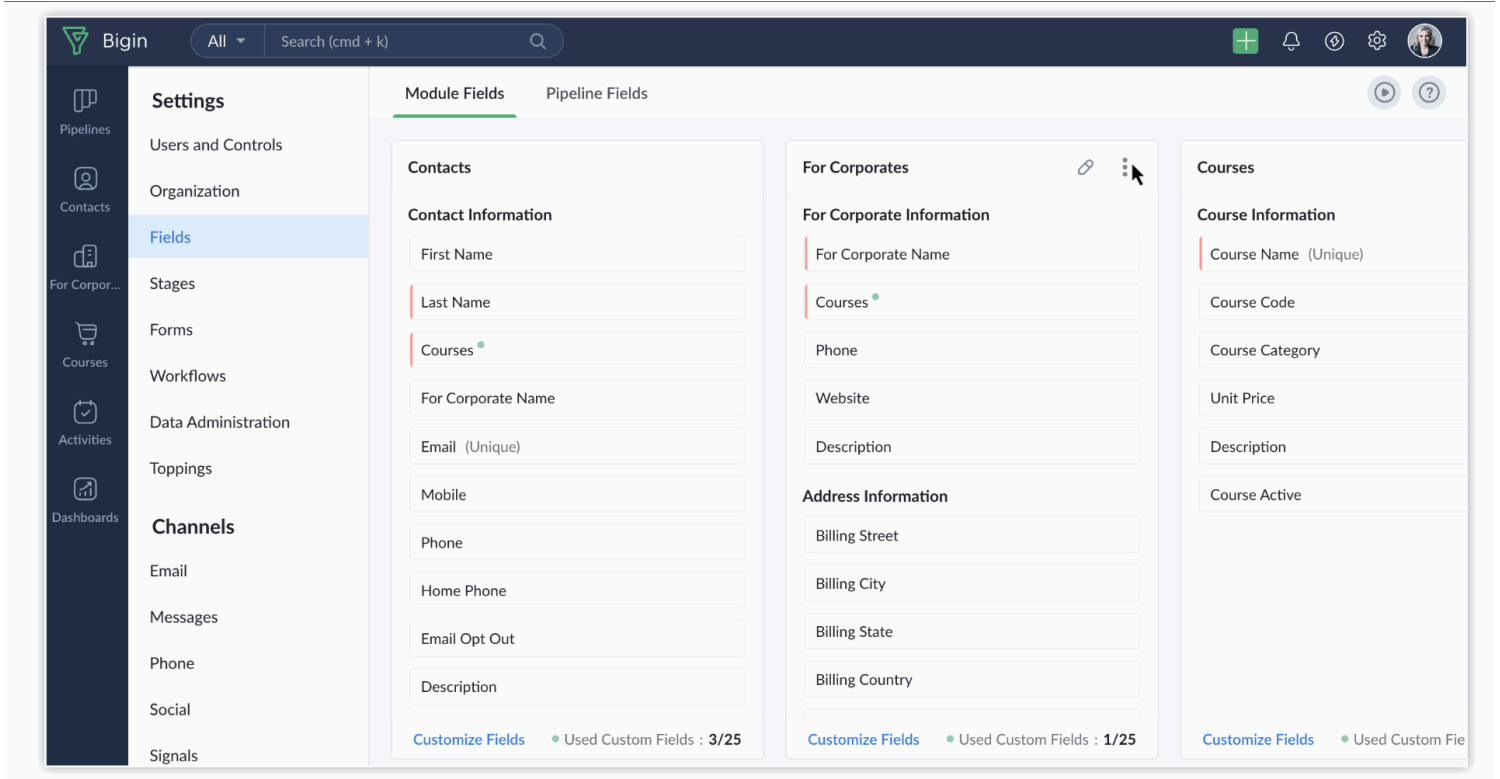 Bigin
All
Search (cmd + k)
Pipelines
Contacts
For Corpor...
Courses
Activities
Dashboards
Settings
Users and Controls
Organization
Fields
Stages
Forms
Workflows
Data Administration
Toppings
Channels
Email
Messages
Phone
Social
Signals
Module Fields
Pipeline Fields
Contacts
Contact Information
First Name
Last Name
Courses
For Corporate Name
Email (Unique)
Mobile
Phone
Home Phone
Email Opt Out
Description
Customize Fields
Used Custom Fields : 3/25
For Corporates
For Corporate Information
For Corporate Name
Courses
Phone
Website
Description
Address Information
Billing Street
Billing City
Billing State
Billing Country
Customize Fields
Used Custom Fields : 1/25
Courses
Course Information
Course Name (Unique)
Course Code
Course Category
Unit Price
Description
Course Active
Customize Fields
Used Custom Fie